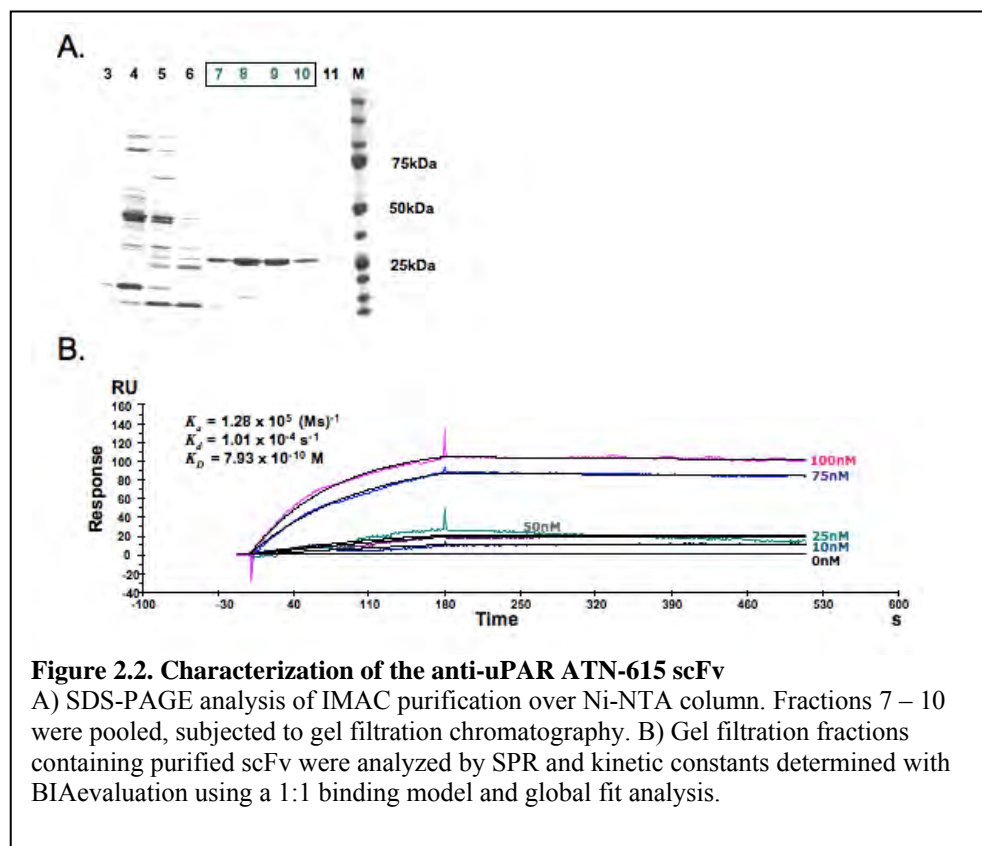 A.
3 4 5 6 7 8 9 10 11 M
75kDa
50kDa
25kDa
B.
RU
160
140
120
100
80
60
40
20
0
-20
-40
Response
Ka = 1.28 x 10⁵ (Ms)⁻¹
Kd = 1.01 x 10⁻⁴ s⁻¹
KD = 7.93 x 10⁻¹⁰ M
100nM
75nM
50nM
25nM
10nM
0nM
-100 -30 40 110 180 250 320 390 460 530 600
Time s
Figure 2.2. Characterization of the anti-uPAR ATN-615 scFv
A) SDS-PAGE analysis of IMAC purification over Ni-NTA column. Fractions 7 – 10
were pooled, subjected to gel filtration chromatography. B) Gel filtration fractions
containing purified scFv were analyzed by SPR and kinetic constants determined with
BIAevaluation using a 1:1 binding model and global fit analysis.